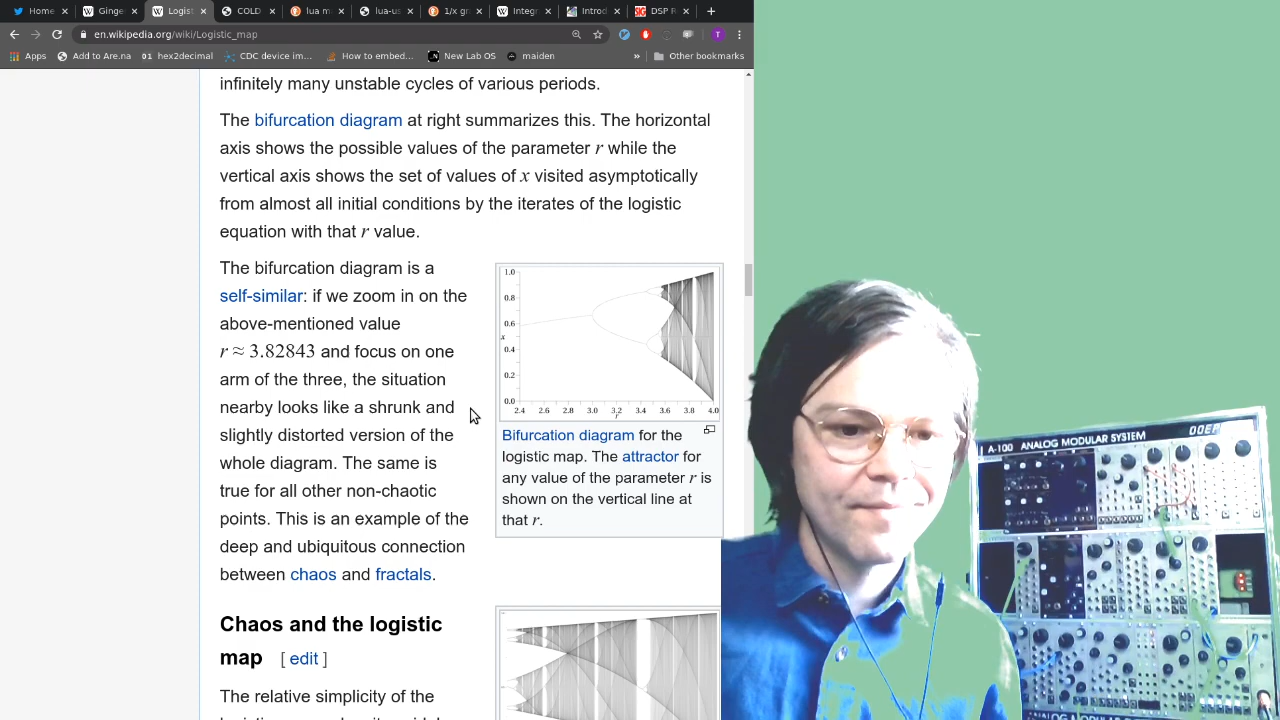 Home
Ginge
Logist
COLD
lua m
lua-us
1/x gr
Integr
Introd
DSP R
en.wikipedia.org/wiki/Logistic_map
Apps
Add to Are.na
hex2decimal
CDC device im...
How to embed...
New Lab OS
maiden
»
Other bookmarks
infinitely many unstable cycles of various periods.
The bifurcation diagram at right summarizes this. The horizontal
axis shows the possible values of the parameter r while the
vertical axis shows the set of values of x visited asymptotically
from almost all initial conditions by the iterates of the logistic
equation with that r value.
The bifurcation diagram is a
self-similar: if we zoom in on the
above-mentioned value
r ≈ 3.82843 and focus on one
arm of the three, the situation
nearby looks like a shrunk and
slightly distorted version of the
whole diagram. The same is
true for all other non-chaotic
points. This is an example of the
deep and ubiquitous connection
between chaos and fractals.
1.0
0.8
0.6
x
0.4
0.2
0.0
2.4 2.6 2.8 3.0 3.2 3.4 3.6 3.8 4.0
r
Bifurcation diagram for the
logistic map. The attractor for
any value of the parameter r is
shown on the vertical line at
that r.
Chaos and the logistic
map [ edit ]
The relative simplicity of the
A-100 ANALOG MODULAR SYSTEM